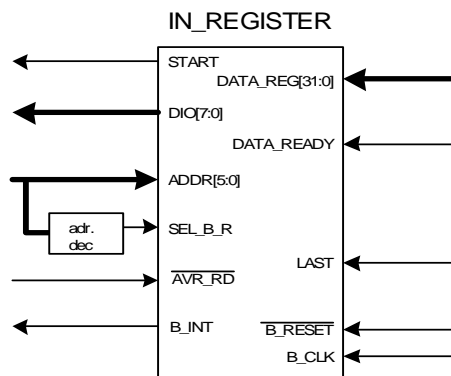 IN_REGISTER
START
DATA_REG[31:0]
DIO[7:0]
DATA_READY
ADDR[5:0]
adr.
dec
SEL_B_R
LAST
AVR_RD
B_INT
B_RESET
B_CLK